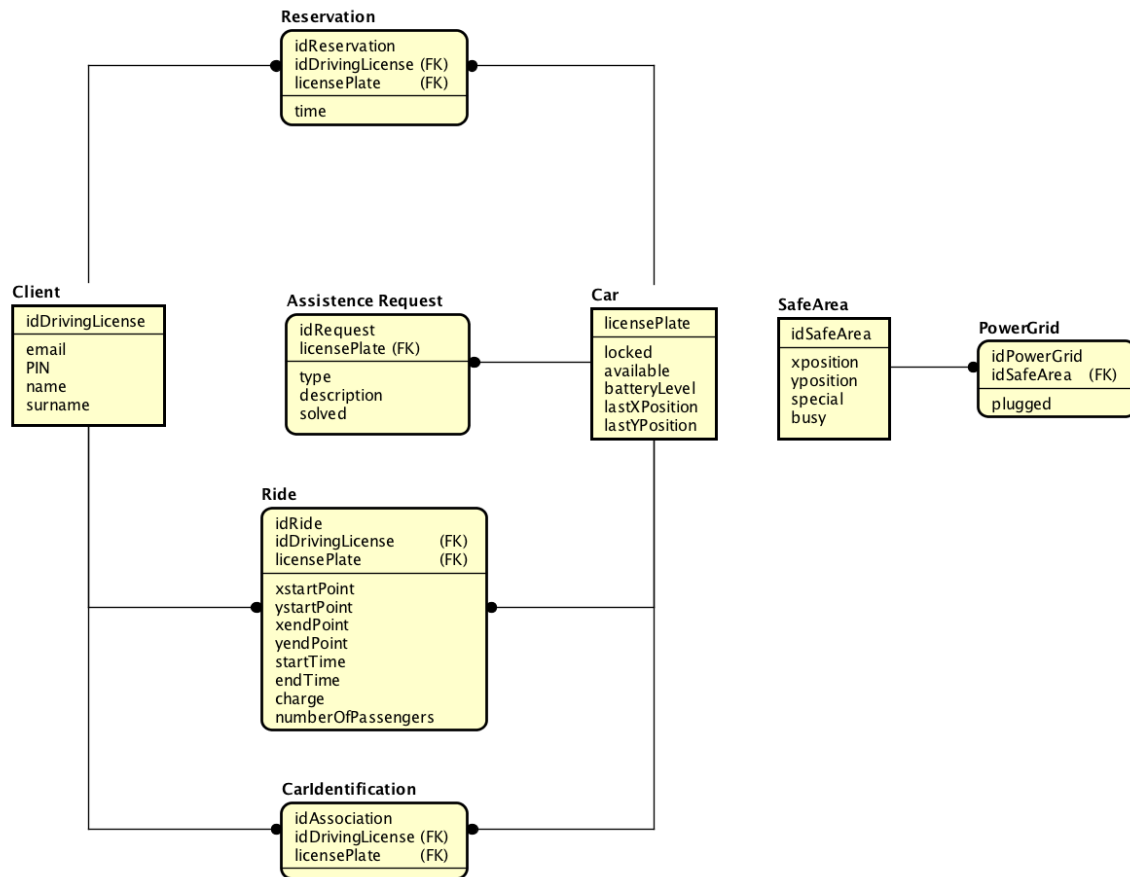 Reservation
idReservation
idDrivingLicense (FK)
licensePlate (FK)
time
Client
idDrivingLicense
email
PIN
name
surname
Assistence Request
idRequest
licensePlate (FK)
type
description
solved
Car
licensePlate
locked
available
batteryLevel
lastXPosition
lastYPosition
SafeArea
idSafeArea
xposition
yposition
special
busy
PowerGrid
idPowerGrid
idSafeArea (FK)
plugged
Ride
idRide
idDrivingLicense (FK)
licensePlate (FK)
xstartPoint
ystartPoint
xendPoint
yendPoint
startTime
endTime
charge
numberOfPassengers
CarIdentification
idAssociation
idDrivingLicense (FK)
licensePlate (FK)